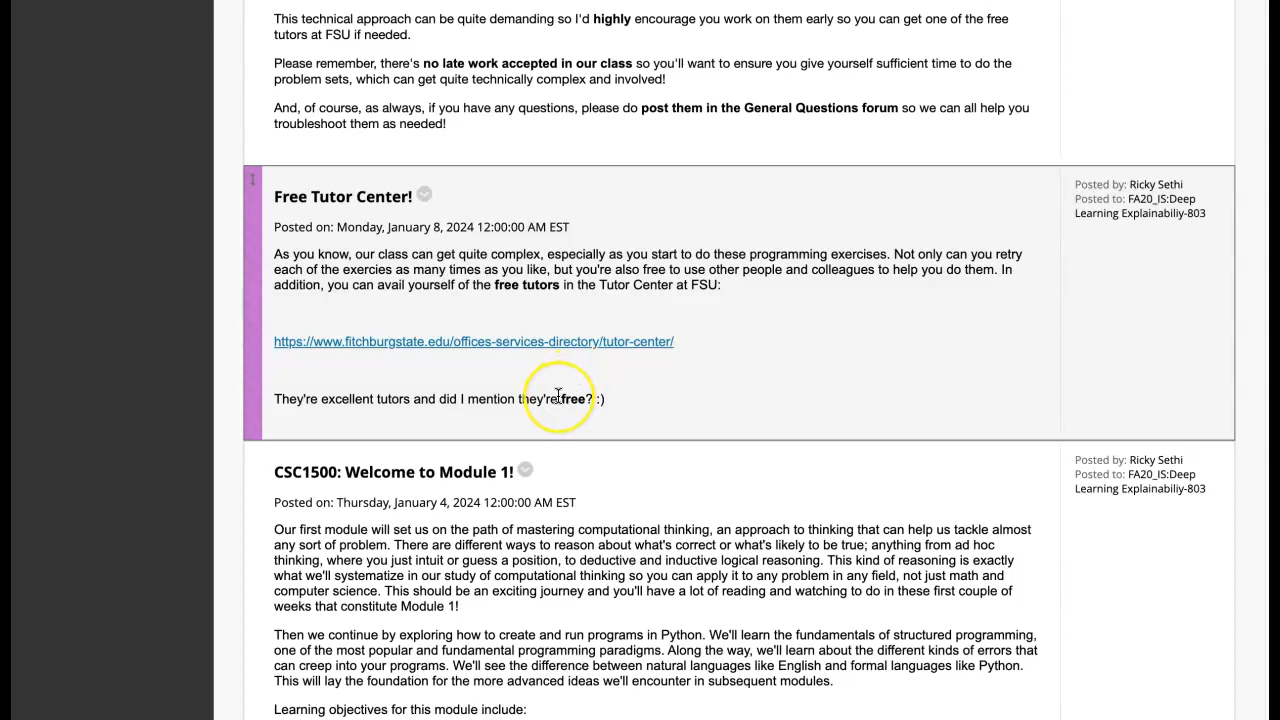 This technical approach can be quite demanding so I'd highly encourage you work on them early so you can get one of the free
tutors at FSU if needed.
Please remember, there's no late work accepted in our class so you'll want to ensure you give yourself sufficient time to do the
problem sets, which can get quite technically complex and involved!
And, of course, as always, if you have any questions, please do post them in the General Questions forum so we can all help you
troubleshoot them as needed!
Free Tutor Center!
Posted on: Monday, January 8, 2024 12:00:00 AM EST
As you know, our class can get quite complex, especially as you start to do these programming exercises. Not only can you retry
each of the exercies as many times as you like, but you're also free to use other people and colleagues to help you do them. In
addition, you can avail yourself of the free tutors in the Tutor Center at FSU:
https://www.fitchburgstate.edu/offices-services-directory/tutor-center/
They're excellent tutors and did I mention they're free? :)
Posted by: Ricky Sethi
Posted to: FA20_IS:Deep
Learning Explainabiliy-803
CSC1500: Welcome to Module 1!
Posted on: Thursday, January 4, 2024 12:00:00 AM EST
Our first module will set us on the path of mastering computational thinking, an approach to thinking that can help us tackle almost
any sort of problem. There are different ways to reason about what's correct or what's likely to be true; anything from ad hoc
thinking, where you just intuit or guess a position, to deductive and inductive logical reasoning. This kind of reasoning is exactly
what we'll systematize in our study of computational thinking so you can apply it to any problem in any field, not just math and
computer science. This should be an exciting journey and you'll have a lot of reading and watching to do in these first couple of
weeks that constitute Module 1!
Then we continue by exploring how to create and run programs in Python. We'll learn the fundamentals of structured programming,
one of the most popular and fundamental programming paradigms. Along the way, we'll learn about the different kinds of errors that
can creep into your programs. We'll see the difference between natural languages like English and formal languages like Python.
This will lay the foundation for the more advanced ideas we'll encounter in subsequent modules.
Learning objectives for this module include:
Posted by: Ricky Sethi
Posted to: FA20_IS:Deep
Learning Explainabiliy-803